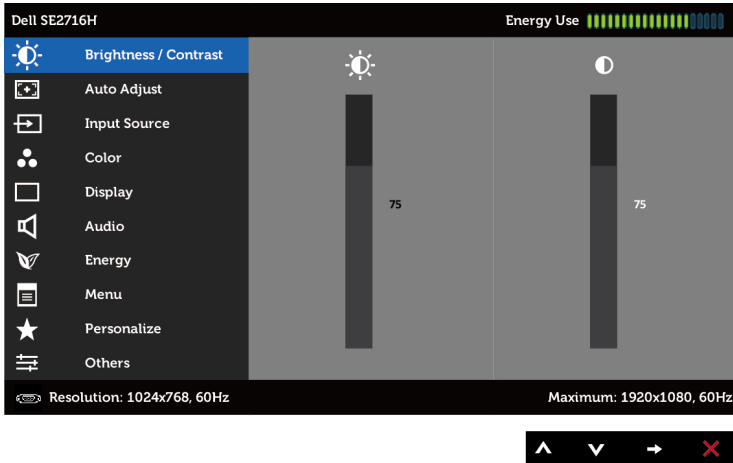 Dell SE2716H
Energy Use
Brightness / Contrast
Auto Adjust
Input Source
Color
Display
Audio
Energy
Menu
Personalize
Others
75
75
Resolution: 1024x768, 60Hz
Maximum: 1920x1080, 60Hz